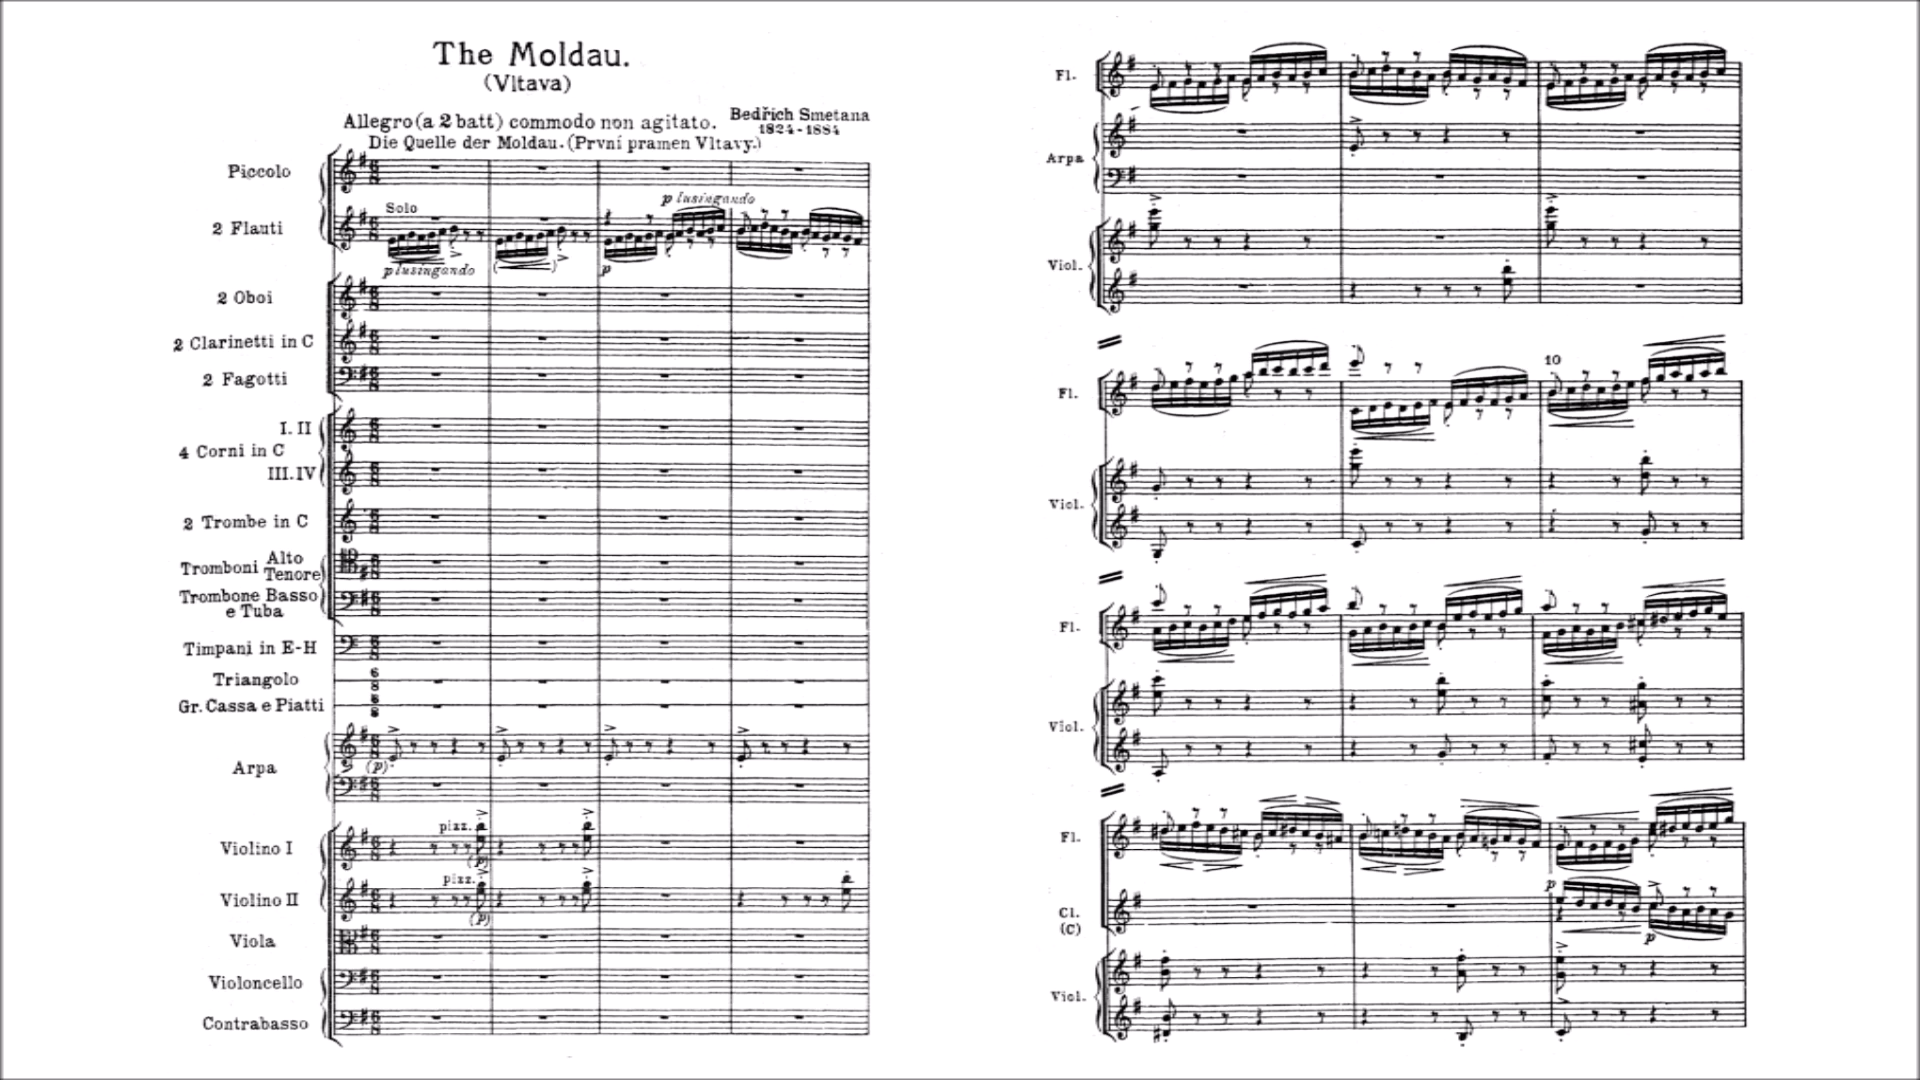 The Moldau.
(Vltava)
Allegro (a 2 batt) commodo non agitato.
Bedřich Smetana
1824-1884
Die Quelle der Moldau. (První pramen Vltavy.)
Piccolo
2 Flauti
Solo
p lusingando
p lusingando
p
2 Oboi
2 Clarinetti in C
2 Fagotti
I. II
4 Corni in C
III. IV
2 Trombe in C
Tromboni Alto
Tenore
Trombone Basso
e Tuba
Timpani in E-H
Triangolo
Gr. Cassa e Piatti
Arpa
(p)
Violino I
pizz.
(p)
Violino II
pizz.
(p)
Viola
Violoncello
Contrabasso
Fl.
Arpa
Viol.
Fl.
10
Viol.
Fl.
Viol.
Fl.
p
Cl.
(C)
p
Viol.